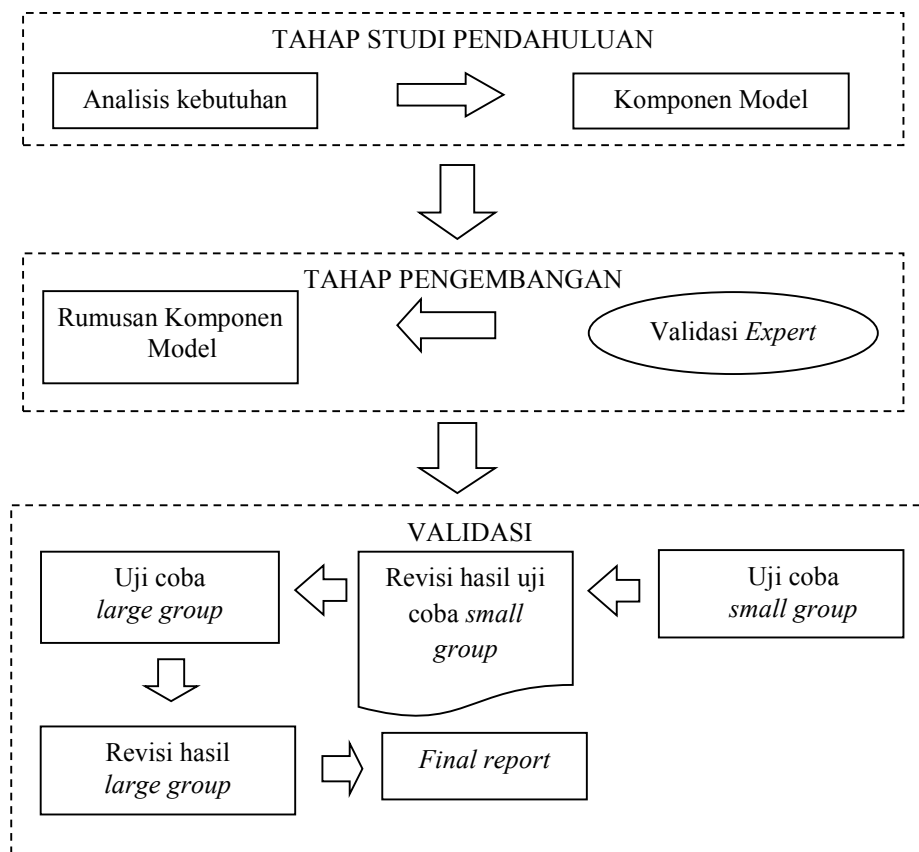 TAHAP STUDI PENDAHULUAN
Analisis kebutuhan
Komponen Model
TAHAP PENGEMBANGAN
Rumusan Komponen
Model
Validasi Expert
VALIDASI
Uji coba
large group
Revisi hasil uji
coba small
group
Uji coba
small group
Revisi hasil
large group
Final report